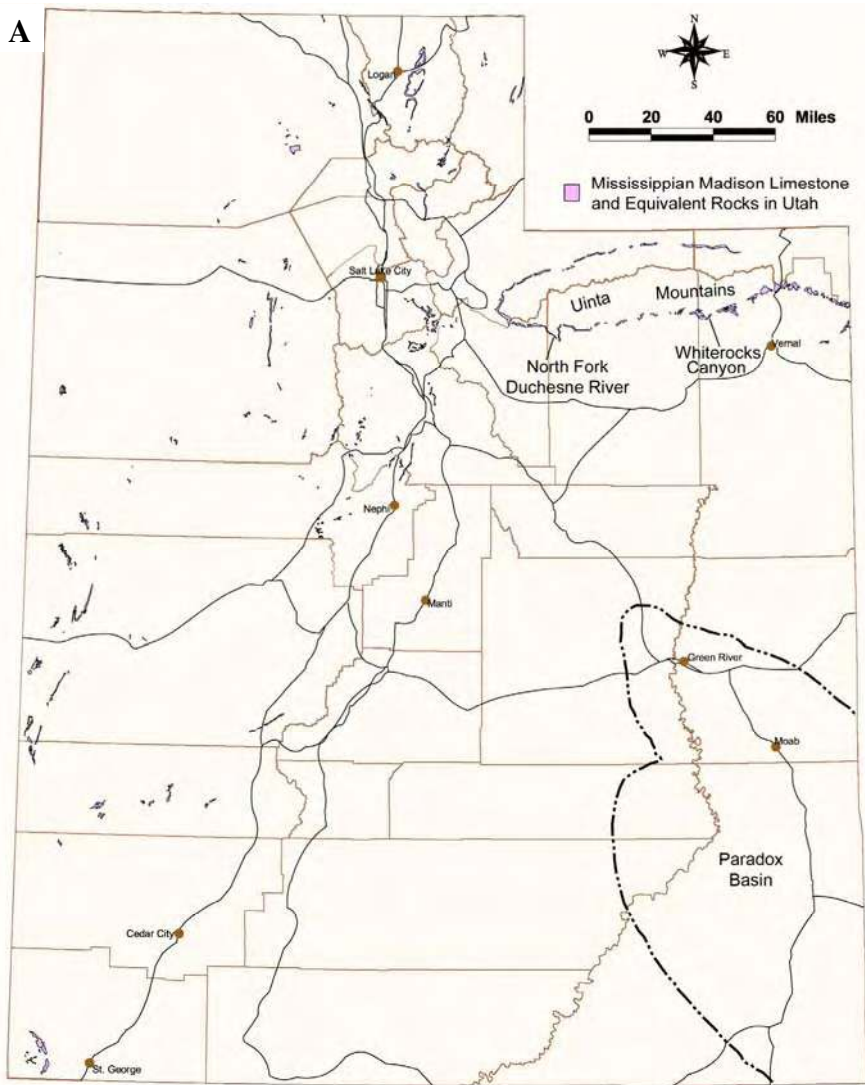 A
N
W E
S
Logan
0 20 40 60 Miles
Mississippian Madison Limestone
and Equivalent Rocks in Utah
Salt Lake City
Uinta Mountains
North Fork
Duchesne River
Whiterocks
Canyon
Vernal
Nephi
Manti
Green River
Moab
Paradox
Basin
Cedar City
St. George